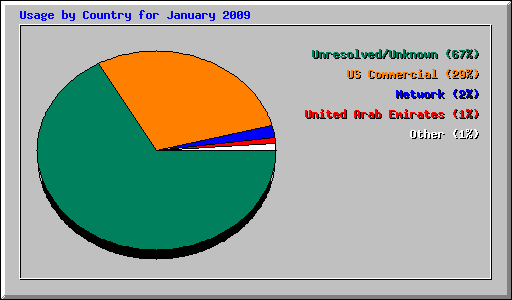 Usage by Country for January 2009
Unresolved/Unknown (67%)
US Commercial (29%)
Network (2%)
United Arab Emirates (1%)
Other (1%)